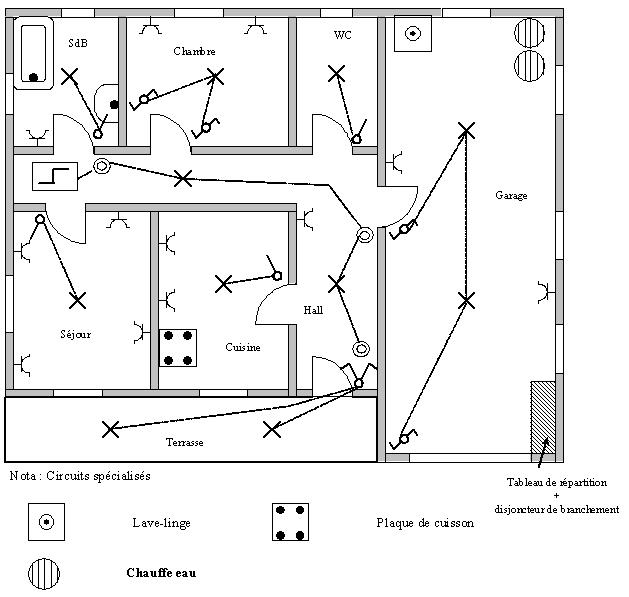 SdB
Chambre
WC
Garage
Hall
Séjour
Cuisine
Terrasse
Nota : Circuits spécialisés
Tableau de répartition
+
disjoncteur de branchement
Lave-linge
Plaque de cuisson
Chauffe eau